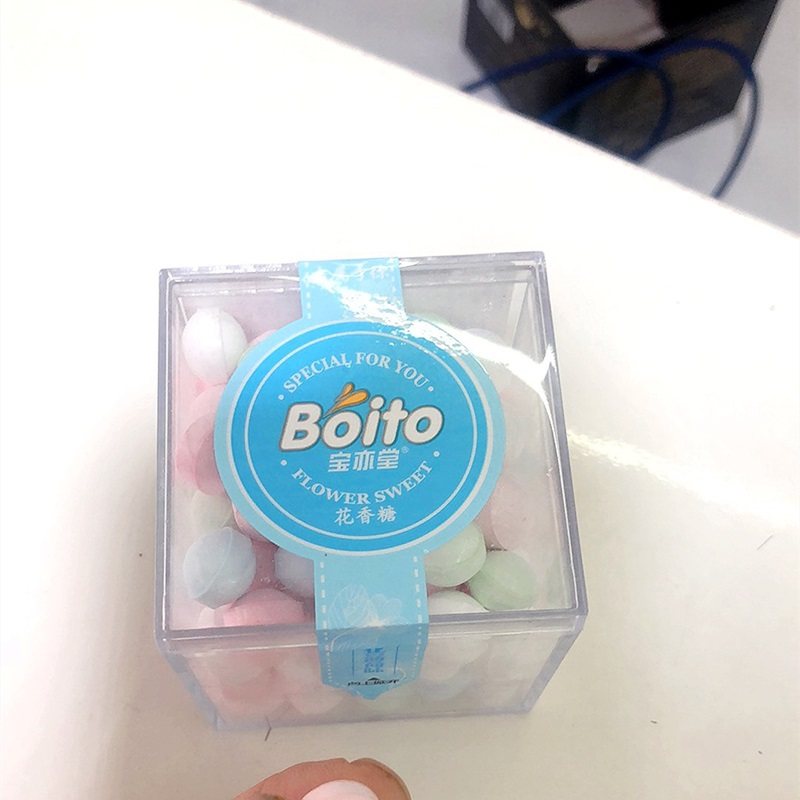 SPECIAL FOR YOU
Boito
宝亦堂®
FLOWER SWEET
花香糖